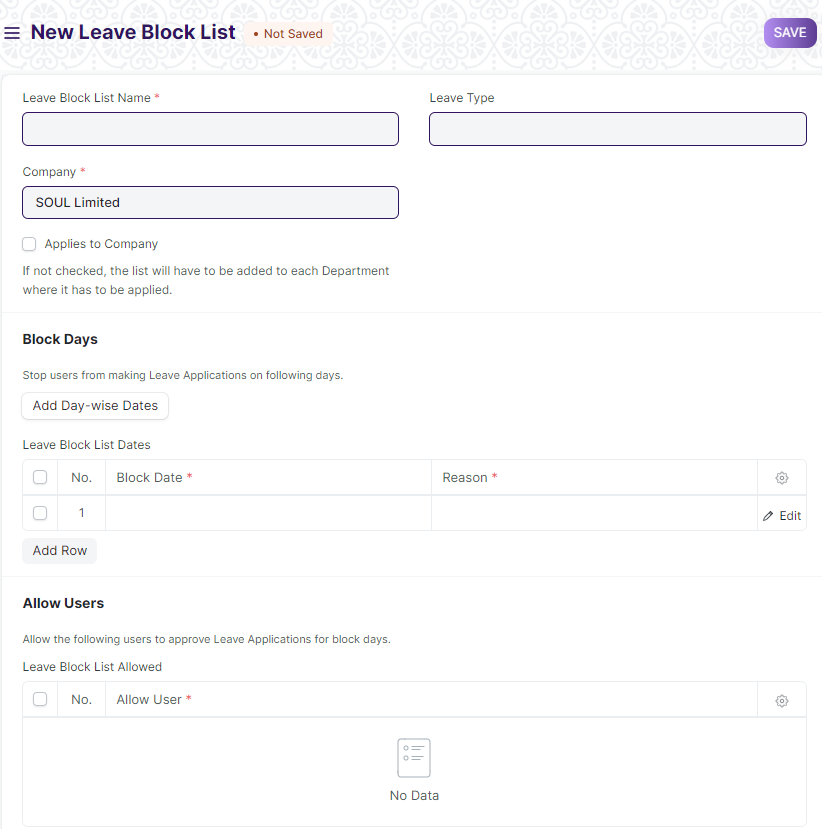 New Leave Block List • Not Saved SAVE
Leave Block List Name * Leave Type
Company *
SOUL Limited
Applies to Company
If not checked, the list will have to be added to each Department
where it has to be applied.
Block Days
Stop users from making Leave Applications on following days.
Add Day-wise Dates
Leave Block List Dates
No. Block Date * Reason *
1 Edit
Add Row
Allow Users
Allow the following users to approve Leave Applications for block days.
Leave Block List Allowed
No. Allow User *
No Data